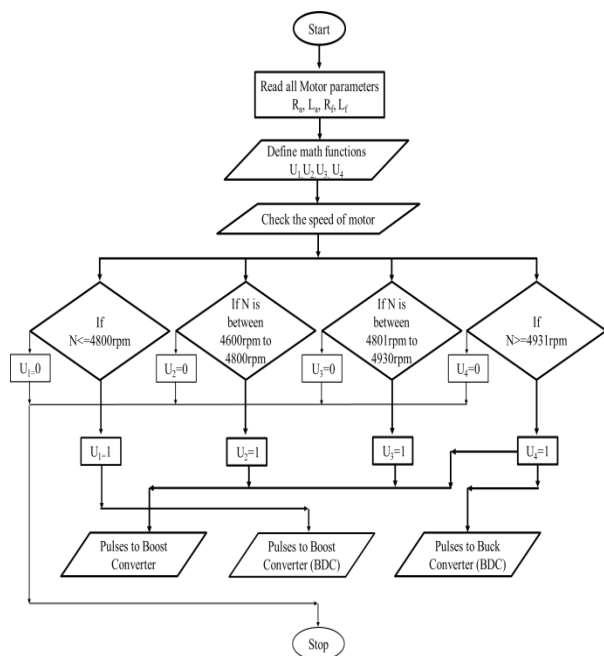 Start
Read all Motor parameters
Ra, La, Rf, Lf
Define math functions
U1,U2,U3, U4
Check the speed of motor
If
N<=4800rpm
If N is
between
4600rpm to
4800rpm
If N is
between
4801rpm to
4930rpm
If
N>=4931rpm
U1=0
U2=0
U3=0
U4=0
U1=1
U2=1
U3=1
U4=1
Pulses to Boost
Converter
Pulses to Boost
Converter (BDC)
Pulses to Buck
Converter (BDC)
Stop